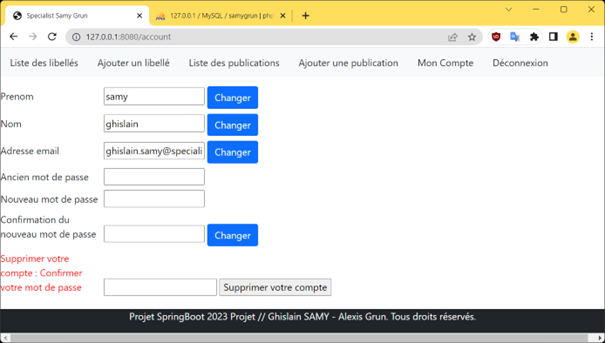 Specialist Samy Grun
127.0.0.1 / MySQL / samygrun | ph
127.0.0.1:8080/account
Liste des libellés Ajouter un libellé Liste des publications Ajouter une publication Mon Compte Déconnexion
Prenom samy Changer
Nom ghislain Changer
Adresse email ghislain.samy@speciali Changer
Ancien mot de passe
Nouveau mot de passe
Confirmation du
nouveau mot de passe Changer
Supprimer votre
compte : Confirmer
votre mot de passe Supprimer votre compte
Projet SpringBoot 2023 Projet // Ghislain SAMY - Alexis Grun. Tous droits réservés.